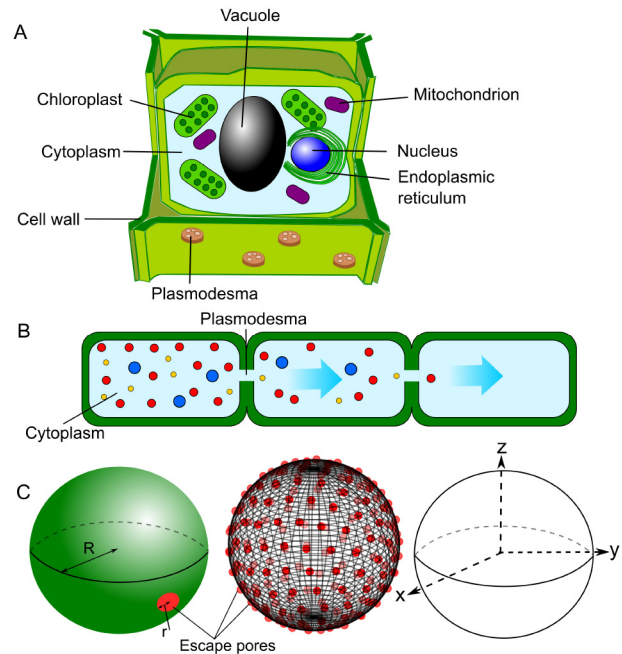 A
Vacuole
Chloroplast
Mitochondrion
Cytoplasm
Nucleus
Endoplasmic
reticulum
Cell wall
Plasmodesma
B
Plasmodesma
Cytoplasm
C
R
r
Escape pores
z
y
x